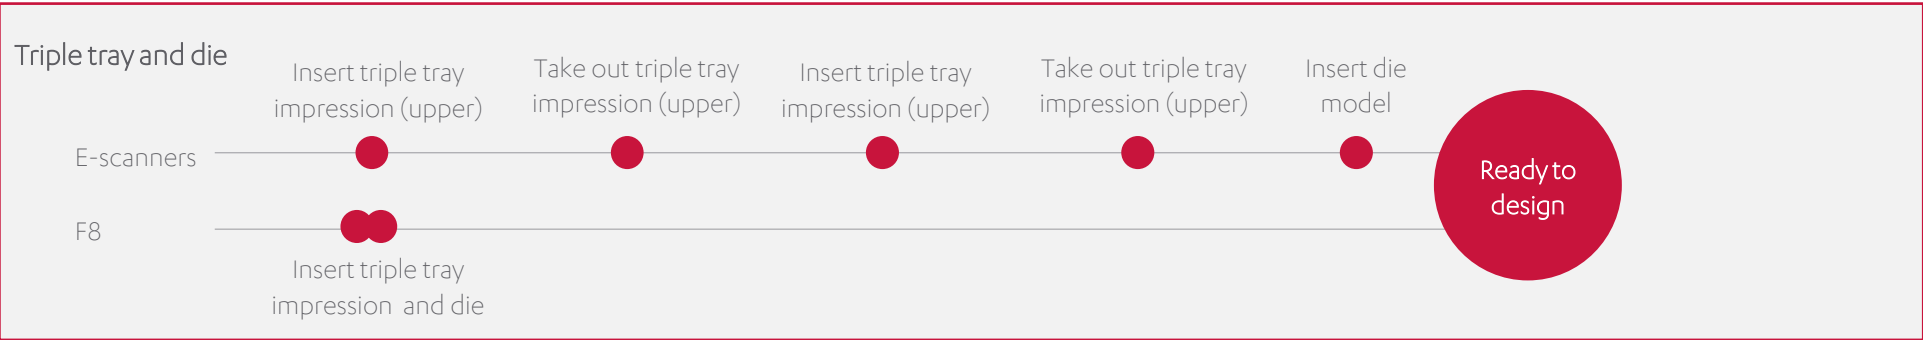 Triple tray and die
Insert triple tray
impression (upper)
Take out triple tray
impression (upper)
Insert triple tray
impression (upper)
Take out triple tray
impression (upper)
Insert die
model
E-scanners
Ready to
design
F8
Insert triple tray
impression and die